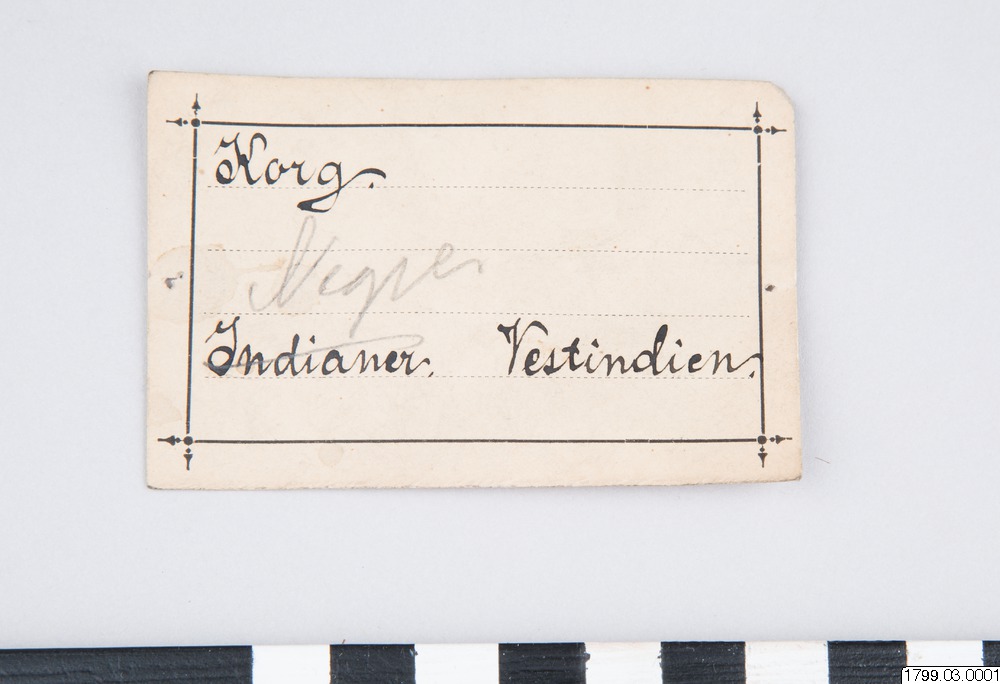 Korg.
Neger
Indianer. Vestindien.
1799.03.0001